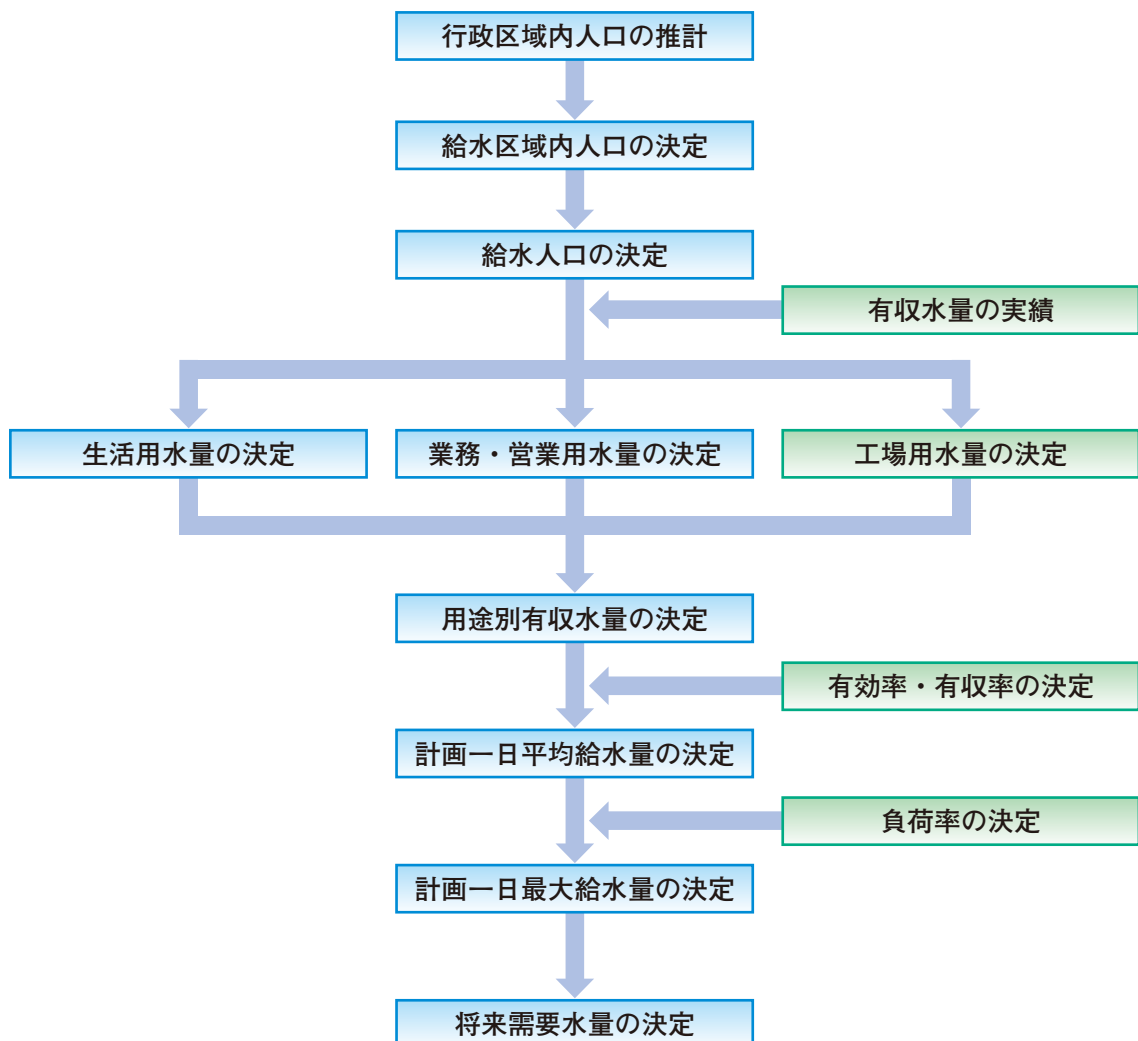 行政区域内人口の推計
給水区域内人口の決定
給水人口の決定
有収水量の実績
生活用水量の決定
業務・営業用水量の決定
工場用水量の決定
用途別有収水量の決定
有効率・有収率の決定
計画一日平均給水量の決定
負荷率の決定
計画一日最大給水量の決定
将来需要水量の決定